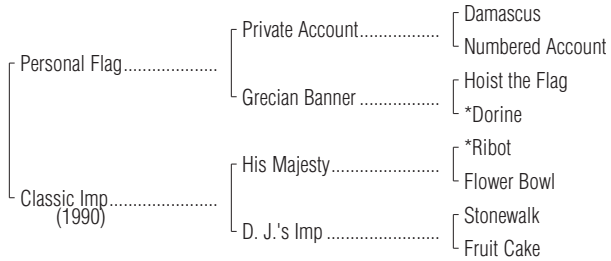 Damascus
Private Account..................
Numbered Account
Personal Flag....................
Hoist the Flag
Grecian Banner .................
*Dorine
*Ribot
His Majesty.......................
Flower Bowl
Classic Imp.......................
(1990)
Stonewalk
D. J.'s Imp ........................
Fruit Cake